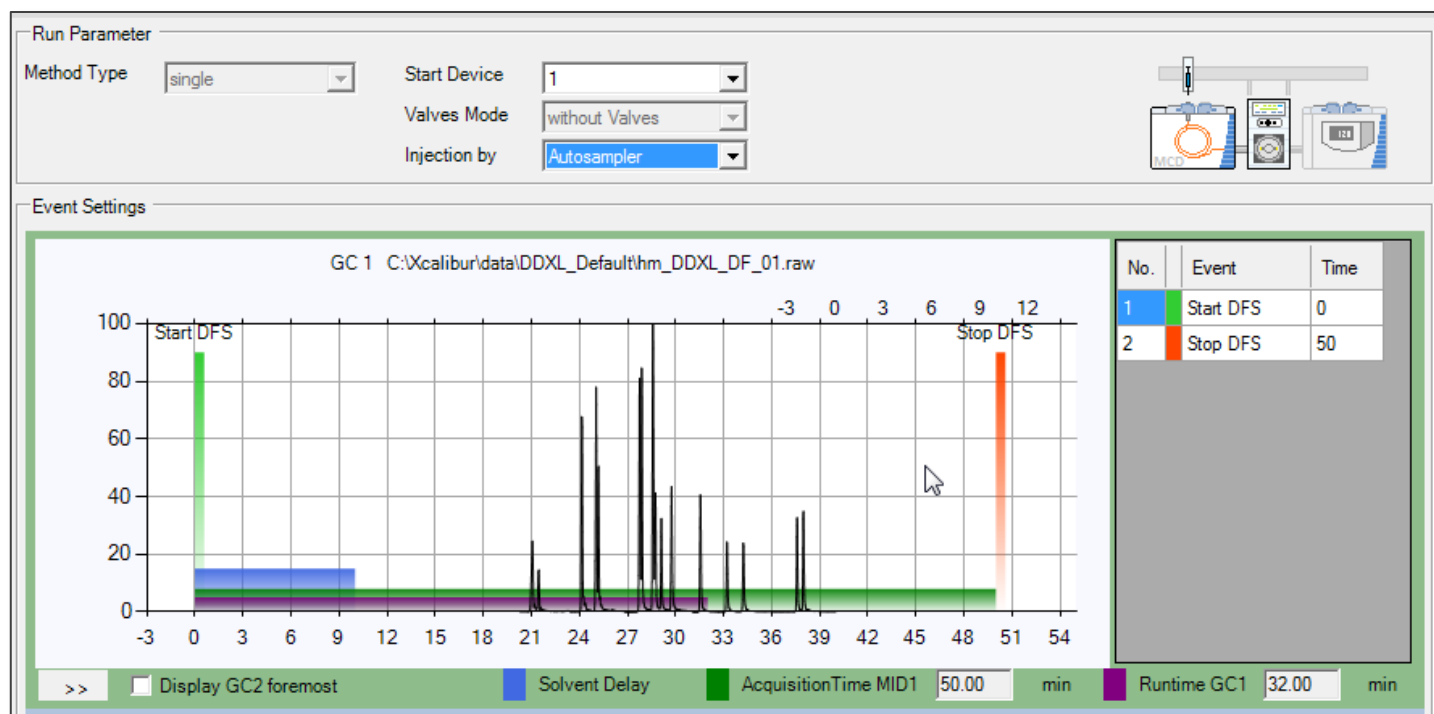 Run Parameter
Method Type single Start Device 1
Valves Mode without Valves
Injection by Autosampler
MCD
120
Event Settings
GC 1 C:\Xcalibur\data\DDXL_Default\hm_DDXL_DF_01.raw
-3 0 3 6 9 12
100
Start DFS Stop DFS
80
60
40
20
0
-3 0 3 6 9 12 15 18 21 24 27 30 33 36 39 42 45 48 51 54
No. Event Time
1 Start DFS 0
2 Stop DFS 50
>> Display GC2 foremost Solvent Delay AcquisitionTime MID1 50.00 min Runtime GC1 32.00 min